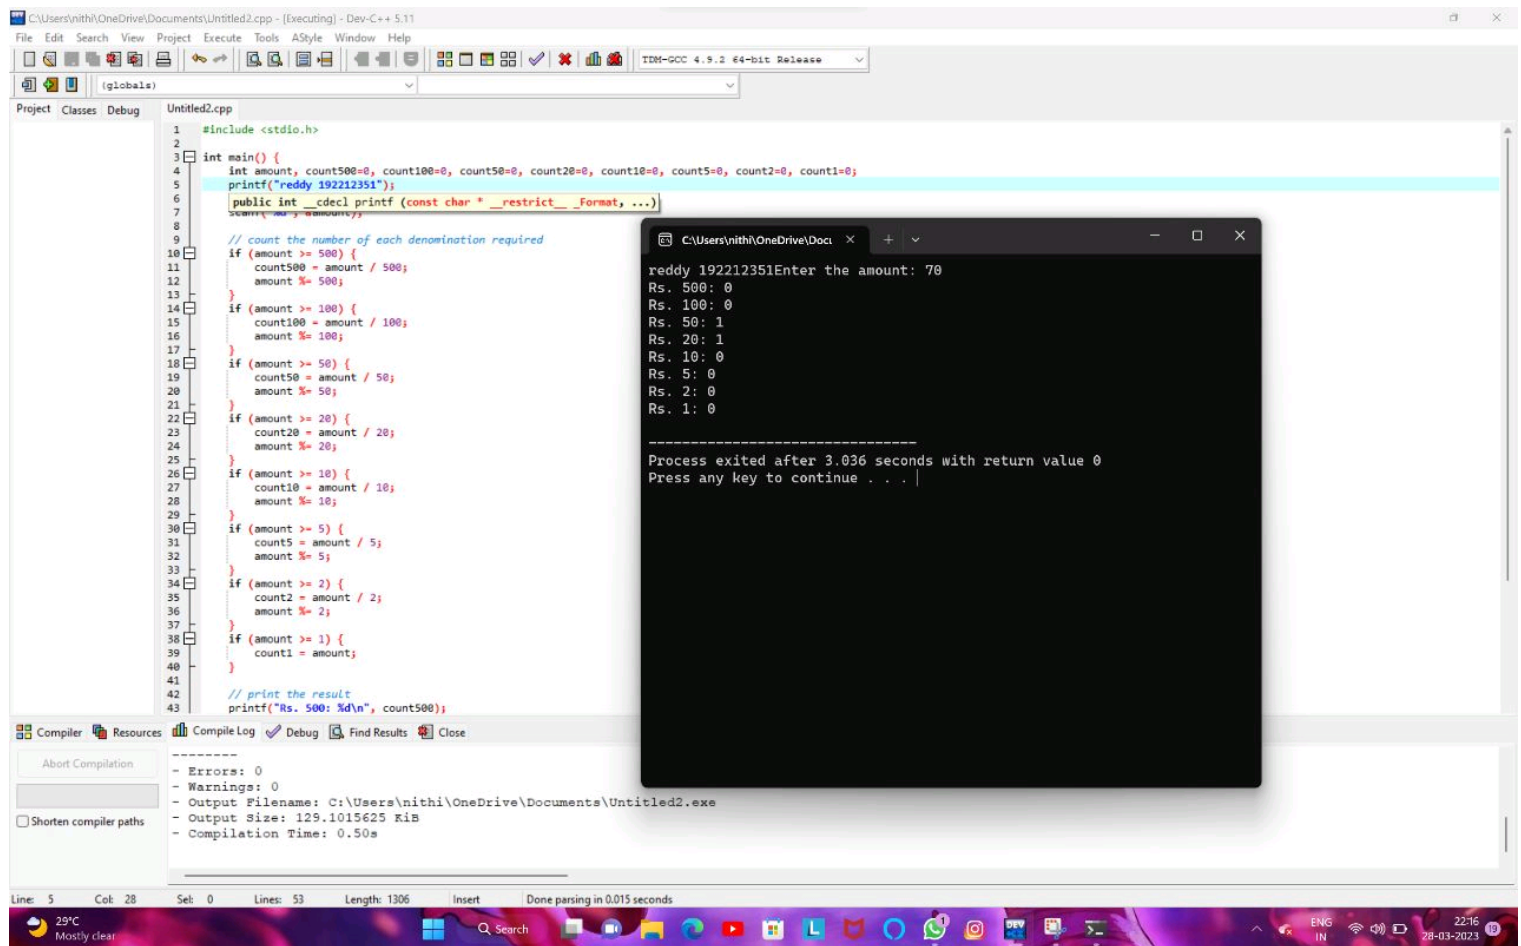 C:\Users\nithi\OneDrive\Documents\Untitled2.cpp - [Executing] - Dev-C++ 5.11
File Edit Search View Project Execute Tools AStyle Window Help
TDM-GCC 4.9.2 64-bit Release
(globals)
Project Classes Debug Untitled2.cpp
1 #include <stdio.h>
2
3 int main() {
4 int amount, count500=0, count100=0, count50=0, count20=0, count10=0, count5=0, count2=0, count1=0;
5 printf("reddy 192212351");
6 public int __cdecl printf (const char * __restrict__ _Format, ...)
7 scanf("%d", &amount);
8
9 // count the number of each denomination required
10 if (amount >= 500) {
11 count500 = amount / 500;
12 amount %= 500;
13 }
14 if (amount >= 100) {
15 count100 = amount / 100;
16 amount %= 100;
17 }
18 if (amount >= 50) {
19 count50 = amount / 50;
20 amount %= 50;
21 }
22 if (amount >= 20) {
23 count20 = amount / 20;
24 amount %= 20;
25 }
26 if (amount >= 10) {
27 count10 = amount / 10;
28 amount %= 10;
29 }
30 if (amount >= 5) {
31 count5 = amount / 5;
32 amount %= 5;
33 }
34 if (amount >= 2) {
35 count2 = amount / 2;
36 amount %= 2;
37 }
38 if (amount >= 1) {
39 count1 = amount;
40 }
41
42 // print the result
43 printf("Rs. 500: %d\n", count500);
C:\Users\nithi\OneDrive\Docu
reddy 192212351Enter the amount: 70
Rs. 500: 0
Rs. 100: 0
Rs. 50: 1
Rs. 20: 1
Rs. 10: 0
Rs. 5: 0
Rs. 2: 0
Rs. 1: 0
--------------------------------
Process exited after 3.036 seconds with return value 0
Press any key to continue . . .
Compiler Resources Compile Log Debug Find Results Close
Abort Compilation
Shorten compiler paths
--------
- Errors: 0
- Warnings: 0
- Output Filename: C:\Users\nithi\OneDrive\Documents\Untitled2.exe
- Output Size: 129.1015625 KiB
- Compilation Time: 0.50s
Line: 5 Col: 28 Sel: 0 Lines: 53 Length: 1306 Insert Done parsing in 0.015 seconds
29°C
Mostly clear
Search
1
DEV
ENG
IN
22:16
28-03-2023
19